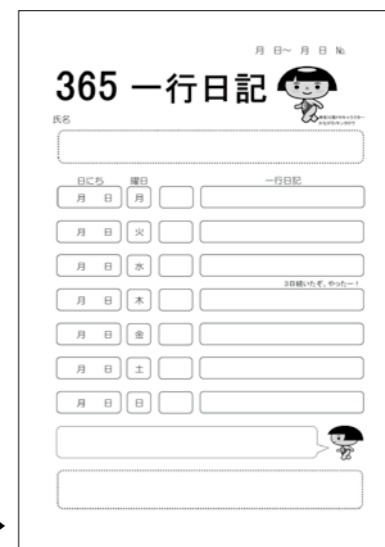 月 日～ 月 日 №
365 一行日記
氏名
日にち 曜日 一行日記
月 日 月
月 日 火
月 日 水
3日続いたぞ、やったー！
月 日 木
月 日 金
月 日 土
月 日 日